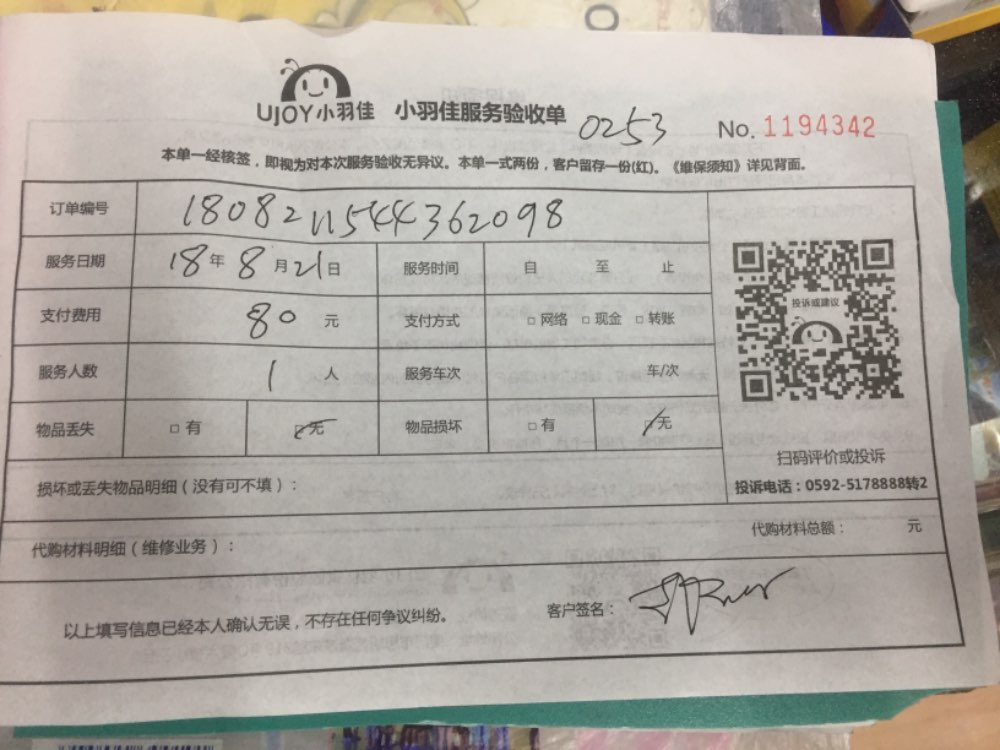 UJOY小羽佳 小羽佳服务验收单 0253 No. 1194342
本单一经核签，即视为对本次服务验收无异议。本单一式两份，客户留存一份(红)。《维保须知》详见背面。
订单编号 180821154436​2098
服务日期 18年8月21日 服务时间 自 至 止
投诉或建议
支付费用 80 元 支付方式 □网络 □现金 □转账
服务人数 1 人 服务车次 车/次
物品丢失 □有 □无 物品损坏 □有 □无
扫码评价或投诉
损坏或丢失物品明细（没有可不填）：
投诉电话：0592-5178888转2
代购材料明细（维修业务）：
代购材料总额： 元
以上填写信息已经本人确认无误，不存在任何争议纠纷。 客户签名：